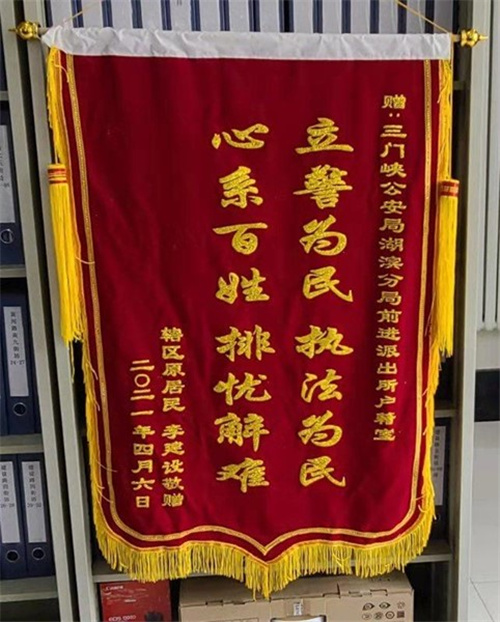 赠：三门峡公安局湖滨分局前进派出所户籍室
立警为民 执法为民
心系百姓 排忧解难
辖区原居民 李建设敬赠
二〇二一年四月六日
Canon